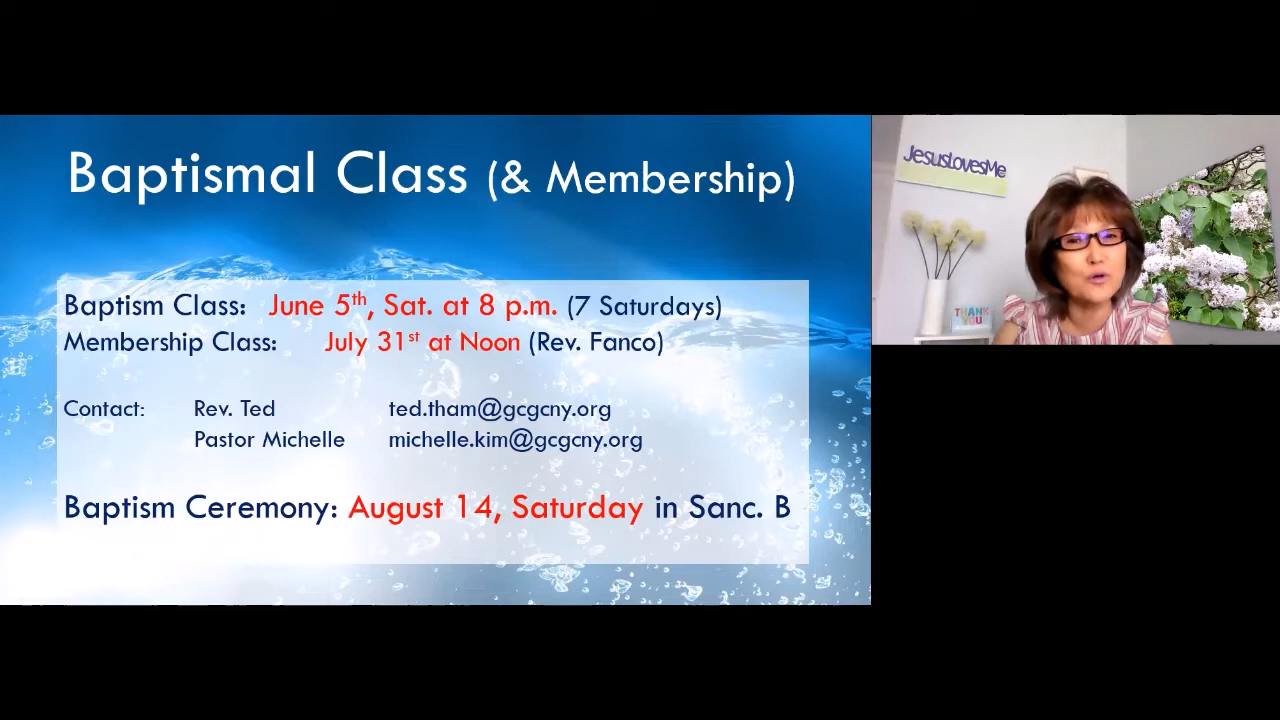 Baptismal Class (& Membership)
Baptism Class: June 5th, Sat. at 8 p.m. (7 Saturdays)
Membership Class: July 31st at Noon (Rev. Fanco)
Contact: Rev. Ted ted.tham@gcgcny.org
Pastor Michelle michelle.kim@gcgcny.org
Baptism Ceremony: August 14, Saturday in Sanc. B
JesusLovesMe
THANK
YOU